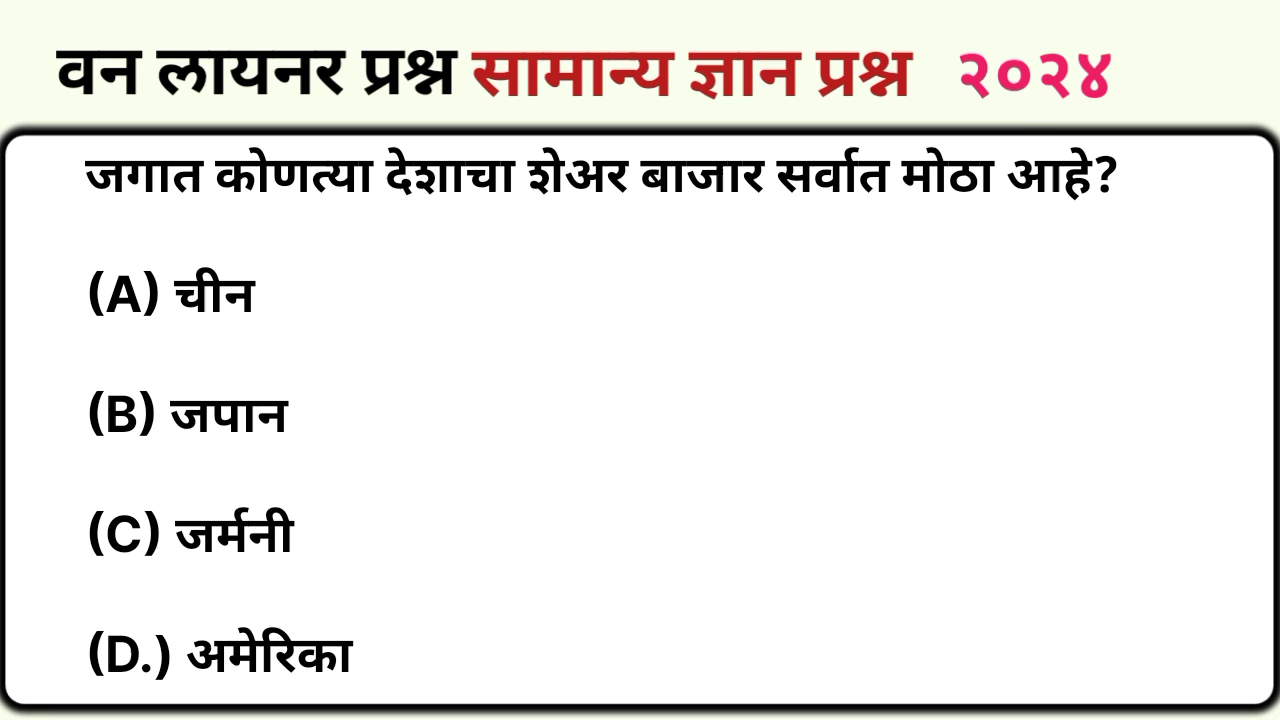 वन लायनर प्रश्न सामान्य ज्ञान प्रश्न २०२४
जगात कोणत्या देशाचा शेअर बाजार सर्वात मोठा आहे?
(A) चीन
(B) जपान
(C) जर्मनी
(D.) अमेरिका